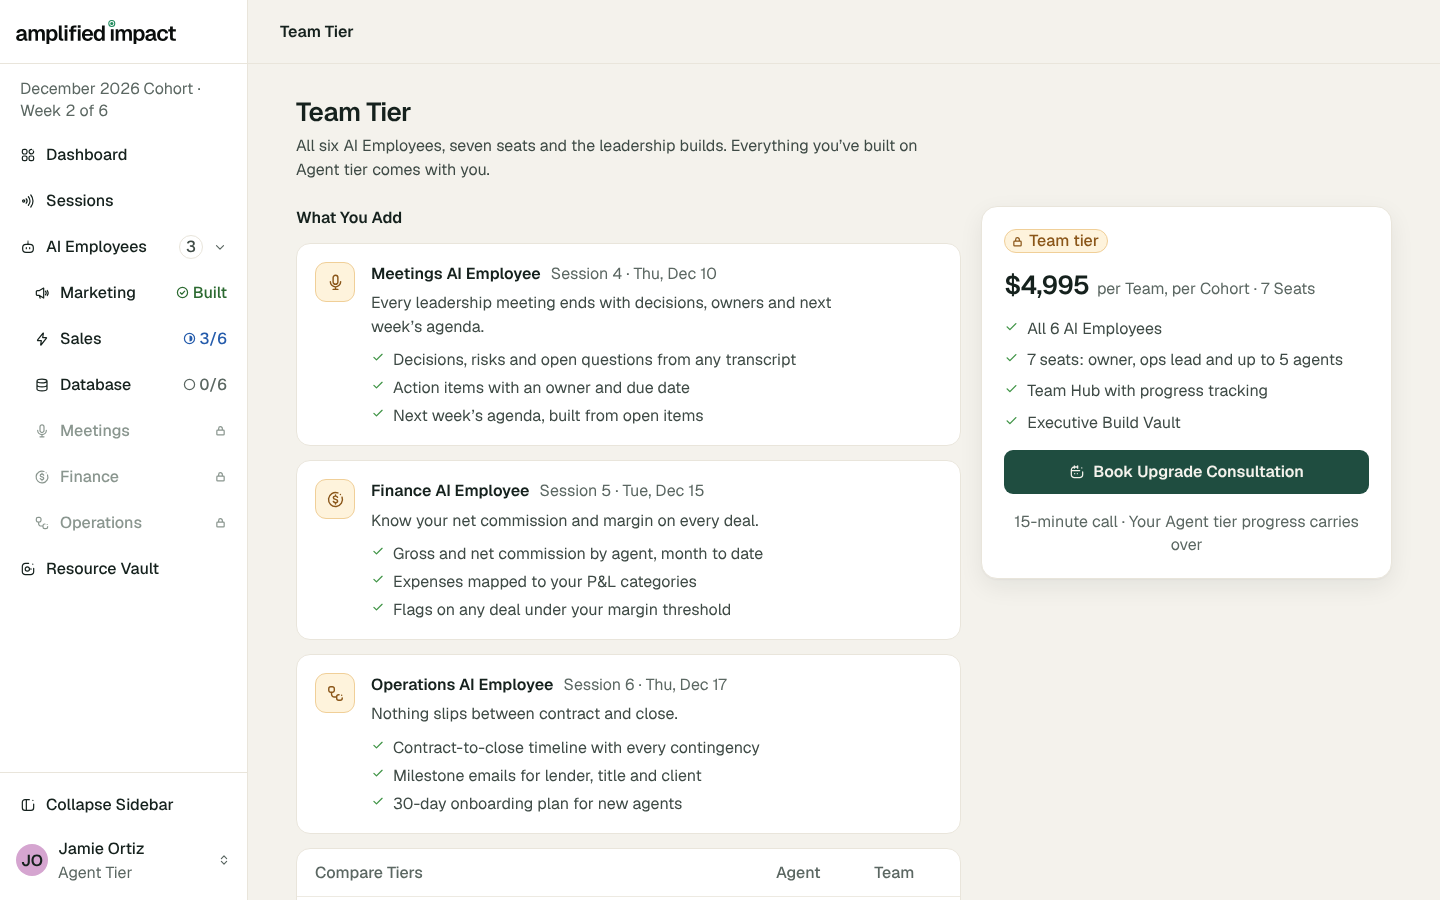 amplified impact
December 2026 Cohort ·
Week 2 of 6
Dashboard
Sessions
AI Employees 3
Marketing Built
Sales 3/6
Database 0/6
Meetings
Finance
Operations
Resource Vault
Collapse Sidebar
JO
Jamie Ortiz
Agent Tier
Team Tier
Team Tier
All six AI Employees, seven seats and the leadership builds. Everything you’ve built on
Agent tier comes with you.
What You Add
Meetings AI Employee Session 4 · Thu, Dec 10
Every leadership meeting ends with decisions, owners and next
week’s agenda.
Decisions, risks and open questions from any transcript
Action items with an owner and due date
Next week’s agenda, built from open items
Finance AI Employee Session 5 · Tue, Dec 15
Know your net commission and margin on every deal.
Gross and net commission by agent, month to date
Expenses mapped to your P&L categories
Flags on any deal under your margin threshold
Operations AI Employee Session 6 · Thu, Dec 17
Nothing slips between contract and close.
Contract-to-close timeline with every contingency
Milestone emails for lender, title and client
30-day onboarding plan for new agents
Compare Tiers Agent Team
Team tier
$4,995 per Team, per Cohort · 7 Seats
All 6 AI Employees
7 seats: owner, ops lead and up to 5 agents
Team Hub with progress tracking
Executive Build Vault
Book Upgrade Consultation
15-minute call · Your Agent tier progress carries
over